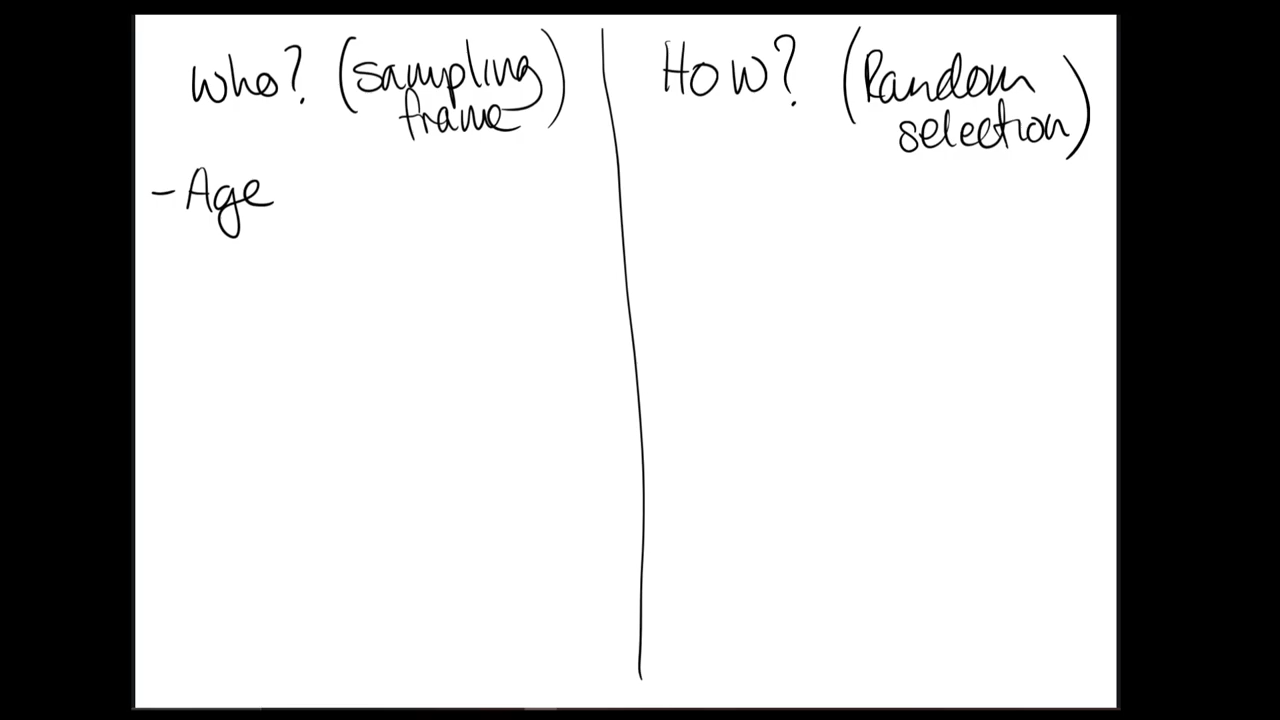 Who? (sampling
frame)
- Age
How? (Random
selection)